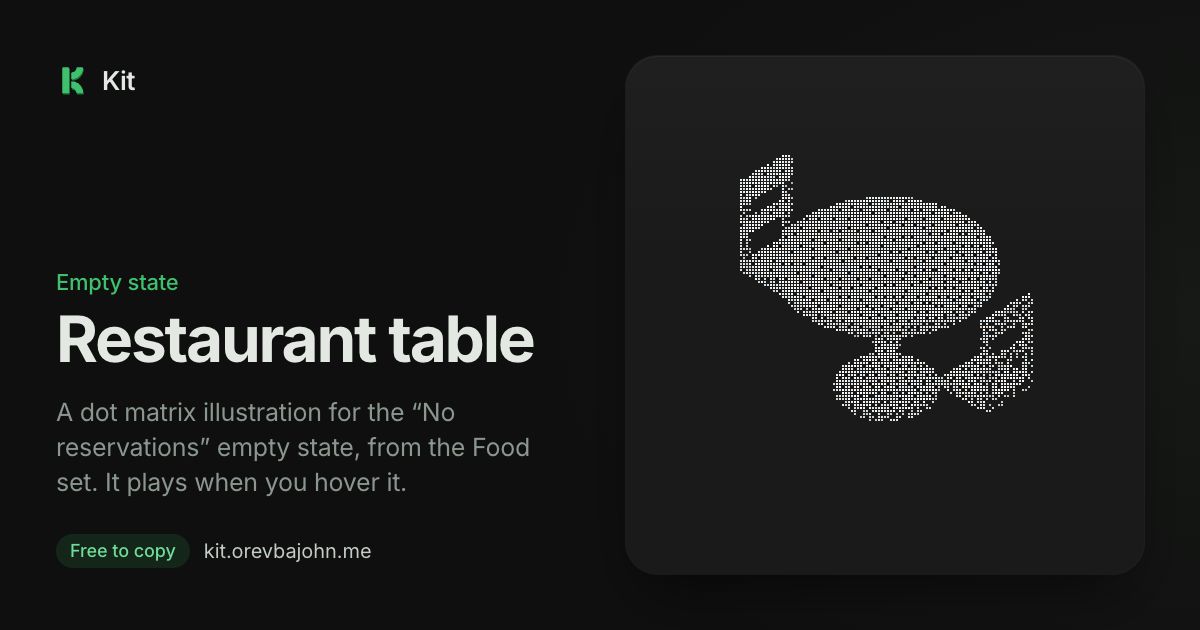 Kit
Empty state
Restaurant table
A dot matrix illustration for the “No
reservations” empty state, from the Food
set. It plays when you hover it.
Free to copy
kit.orevbajohn.me